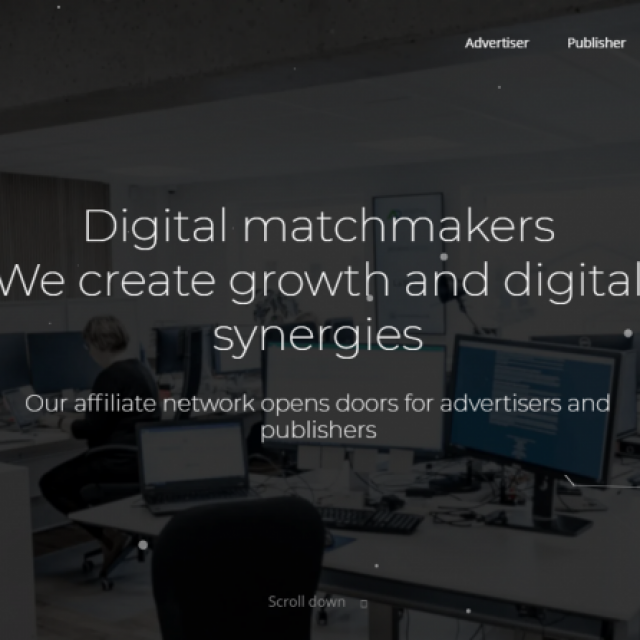 Advertiser Publisher
Digital matchmakers
We create growth and digital
synergies
Our affiliate network opens doors for advertisers and
publishers
Scroll down